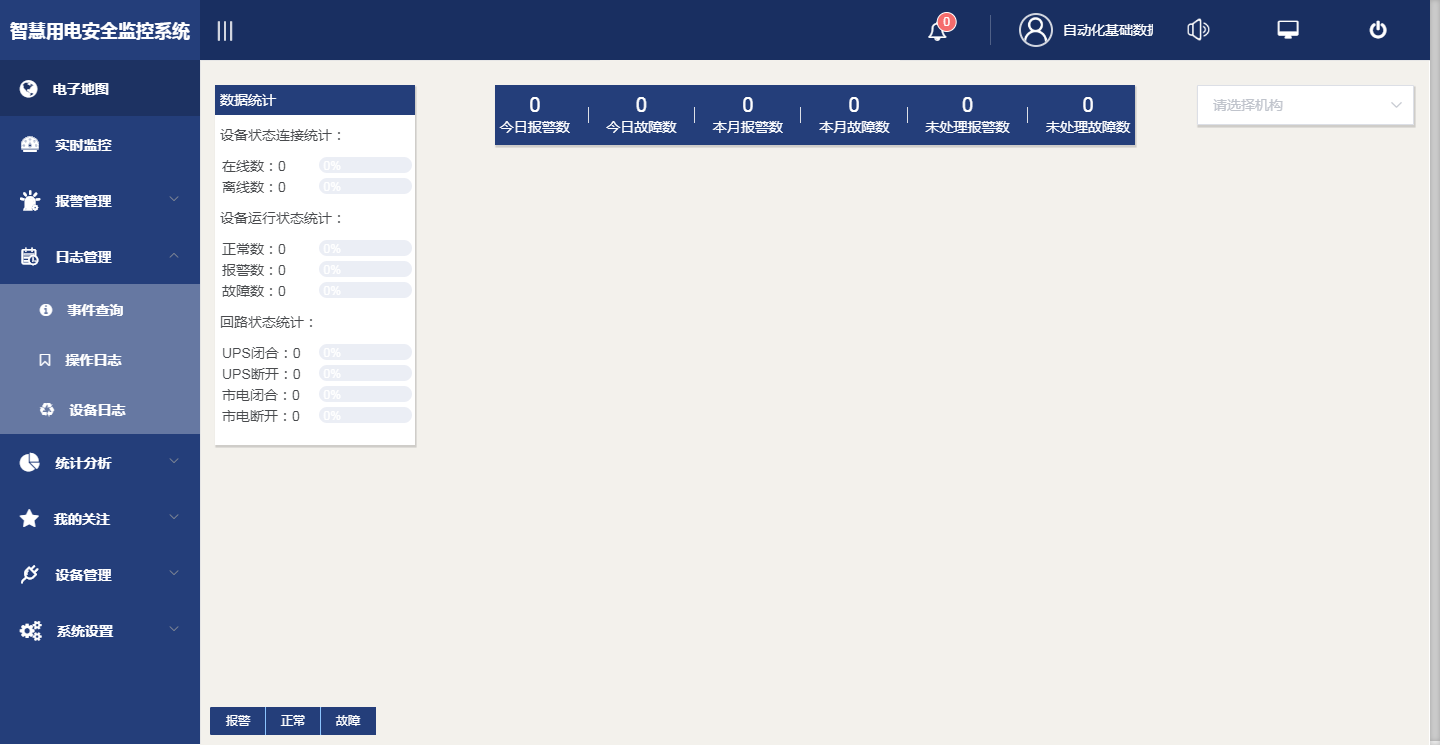 智慧用电安全监控系统
0
自动化基础数
电子地图
实时监控
报警管理
日志管理
事件查询
操作日志
设备日志
统计分析
我的关注
设备管理
系统设置
数据统计
设备状态连接统计：
在线数：0 0%
离线数：0 0%
设备运行状态统计：
正常数：0 0%
报警数：0 0%
故障数：0 0%
回路状态统计：
UPS闭合：0 0%
UPS断开：0 0%
市电闭合：0 0%
市电断开：0 0%
0 0 0 0 0 0
今日报警数 今日故障数 本月报警数 本月故障数 未处理报警数 未处理故障数
请选择机构
报警 正常 故障